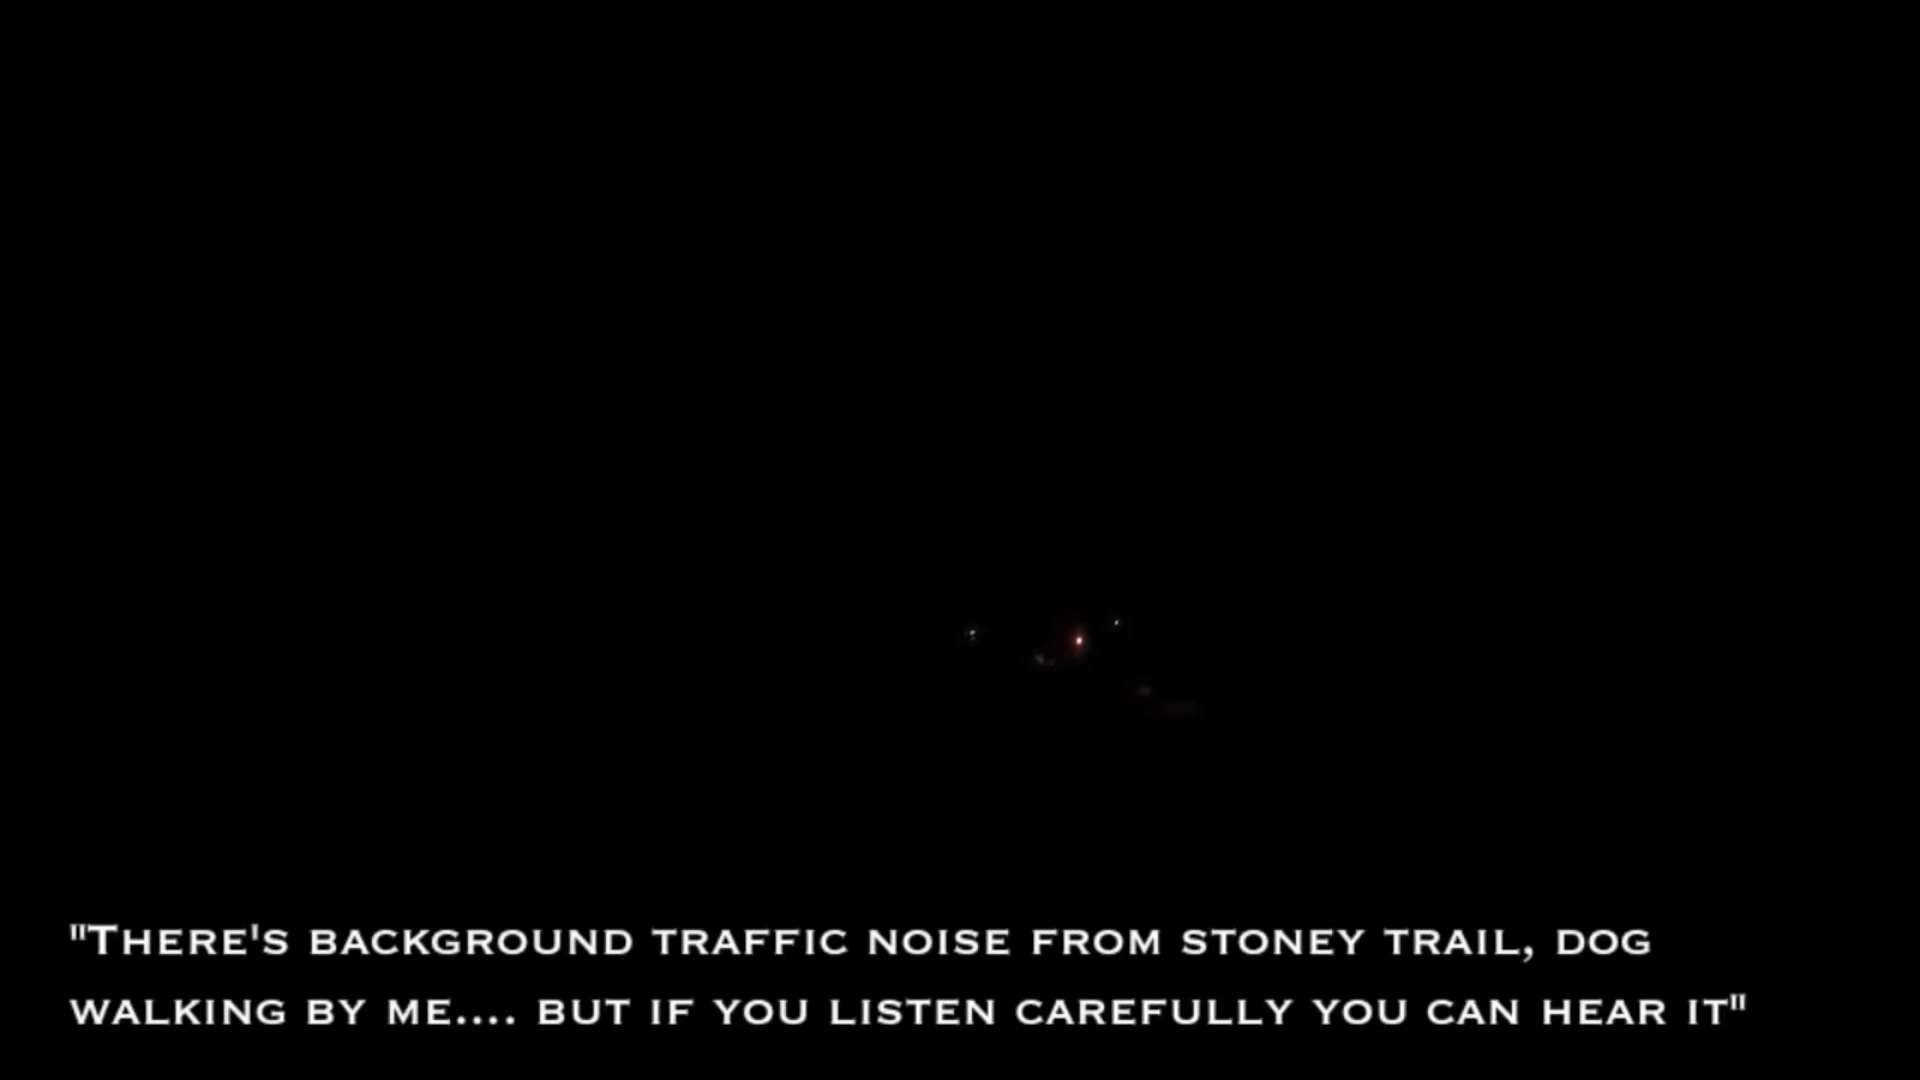 "There's background traffic noise from Stoney Trail, dog
walking by me.... but if you listen carefully you can hear it"